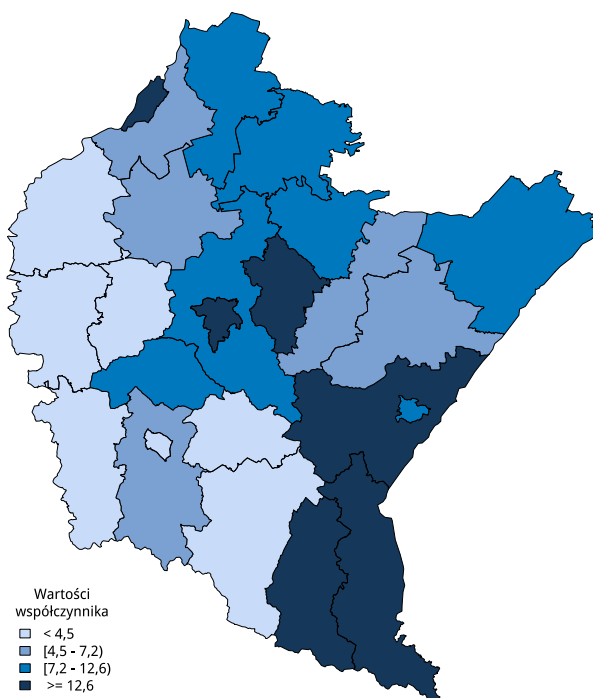 Wartości
współczynnika
< 4,5
[4,5 - 7,2)
[7,2 - 12,6)
>= 12,6